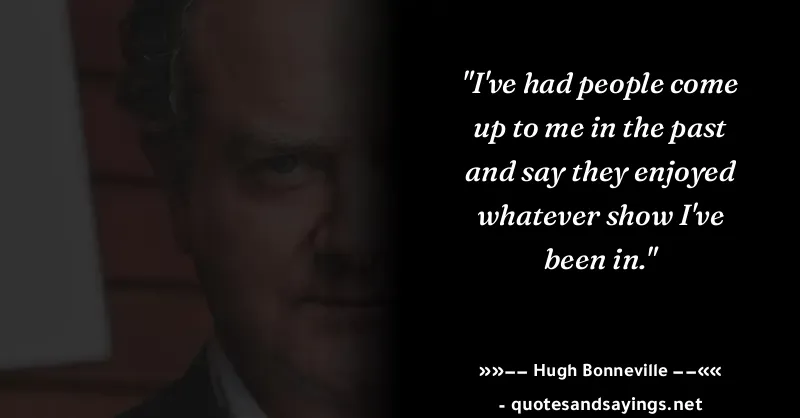 "I've had people come
up to me in the past
and say they enjoyed
whatever show I've
been in."
»»−− Hugh Bonneville −−««
- quotesandsayings.net